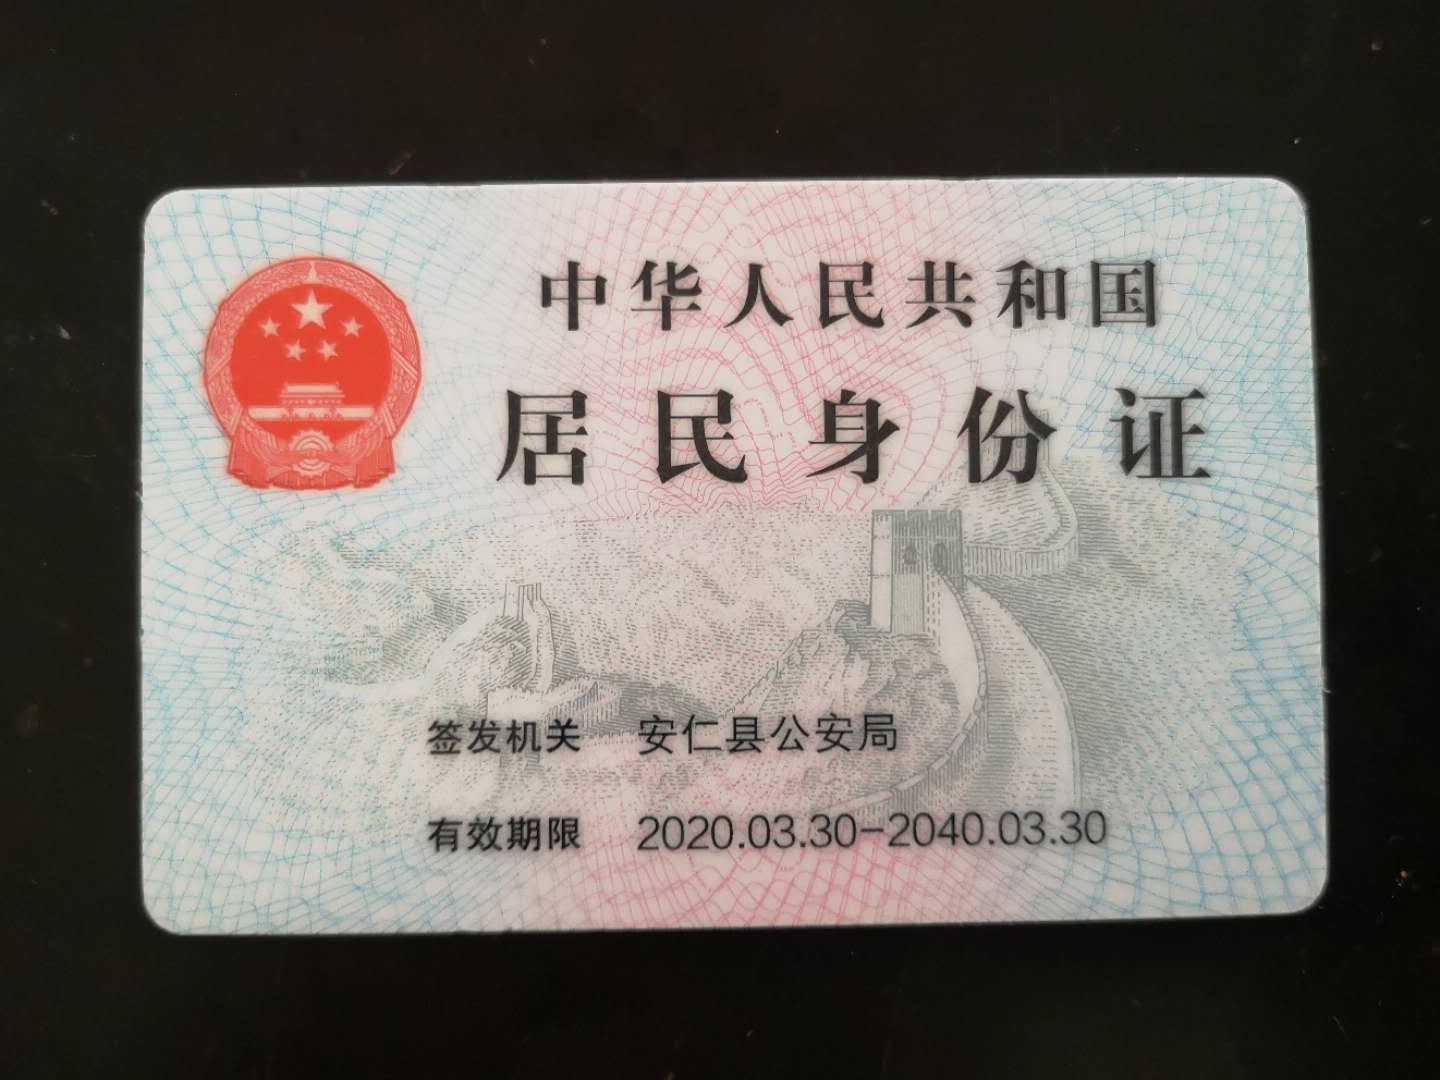 中华人民共和国
居民身份证
签发机关 安仁县公安局
有效期限 2020.03.30-2040.03.30